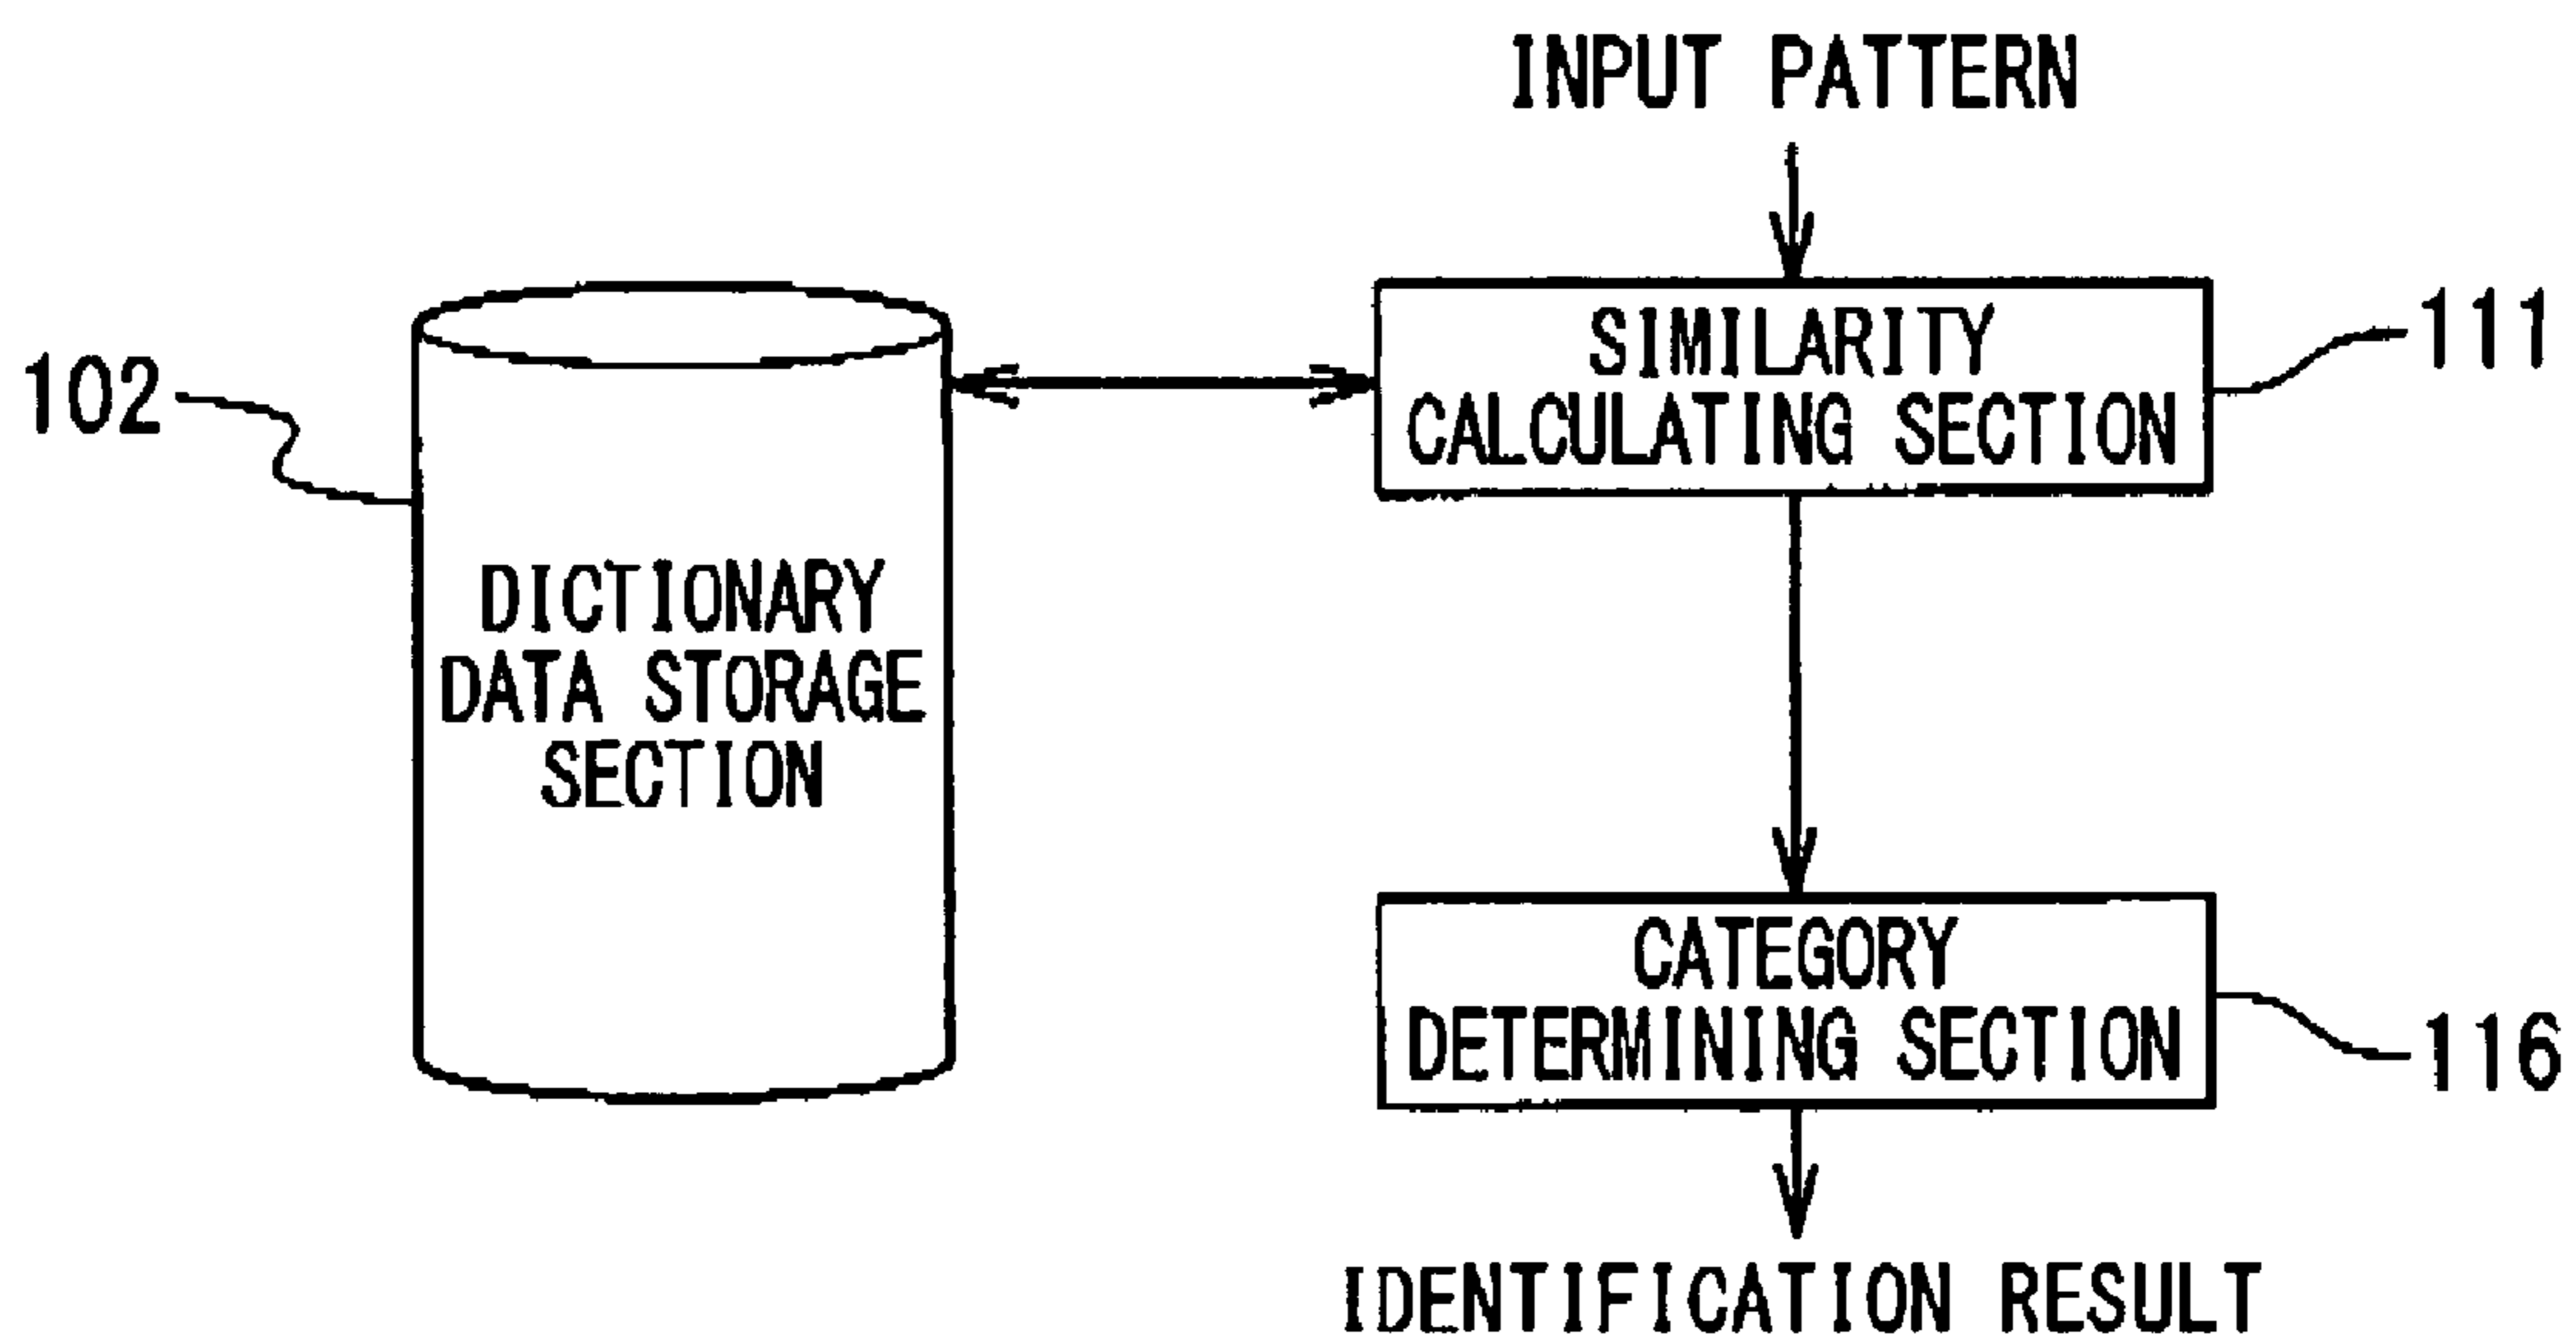 INPUT PATTERN
SIMILARITY
CALCULATING SECTION
111
102
DICTIONARY
DATA STORAGE
SECTION
CATEGORY
DETERMINING SECTION
116
IDENTIFICATION RESULT